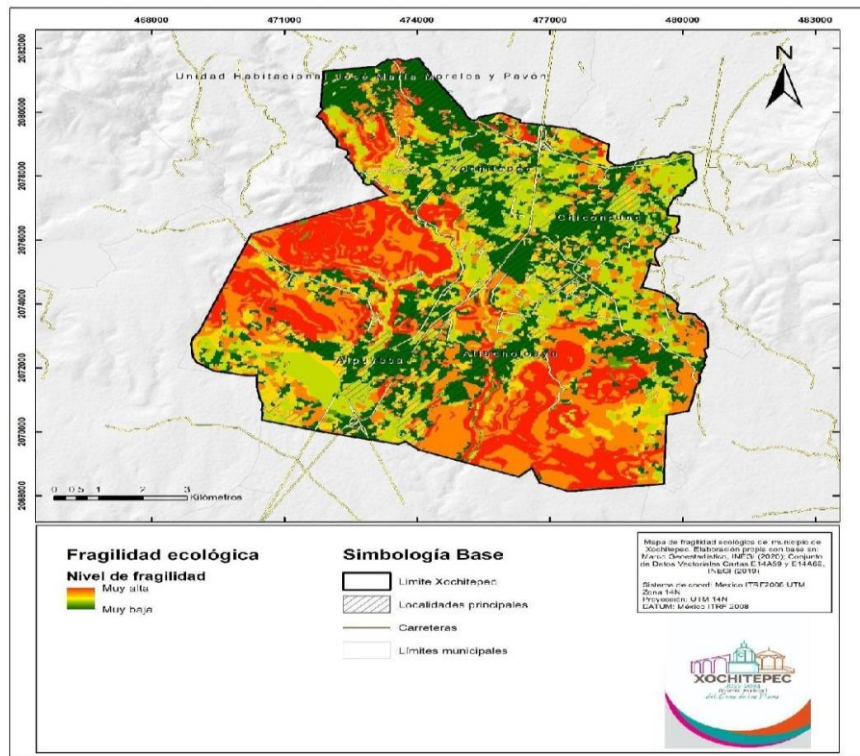 468000 471000 474000 477000 480000 483000
2082000
2080000
2078000
2076000
2074000
2072000
2070000
2068000
N
Unidad Habitacional José María Morelos y Pavón
Xochitepec
Chiconcuac
Alpuyeca
Atlacholoaya
0 0.5 1 2 3
Kilómetros
Fragilidad ecológica
Nivel de fragilidad
Muy alta
Muy baja
Simbología Base
Limite Xochitepec
Localidades principales
Carreteras
Límites municipales
Mapa de fragilidad ecológica del municipio de
Xochitepec. Elaboración propia con base en:
Marco Geoestadístico, INEGI (2020); Conjunto
de Datos Vectoriales Cartas E14A59 y E14A69,
INEGI (2019)
Sistema de coord: Mexico ITRF2008 UTM
Zona 14N
Proyección: UTM 14N
DATUM: México ITRF 2008
XOCHITEPEC